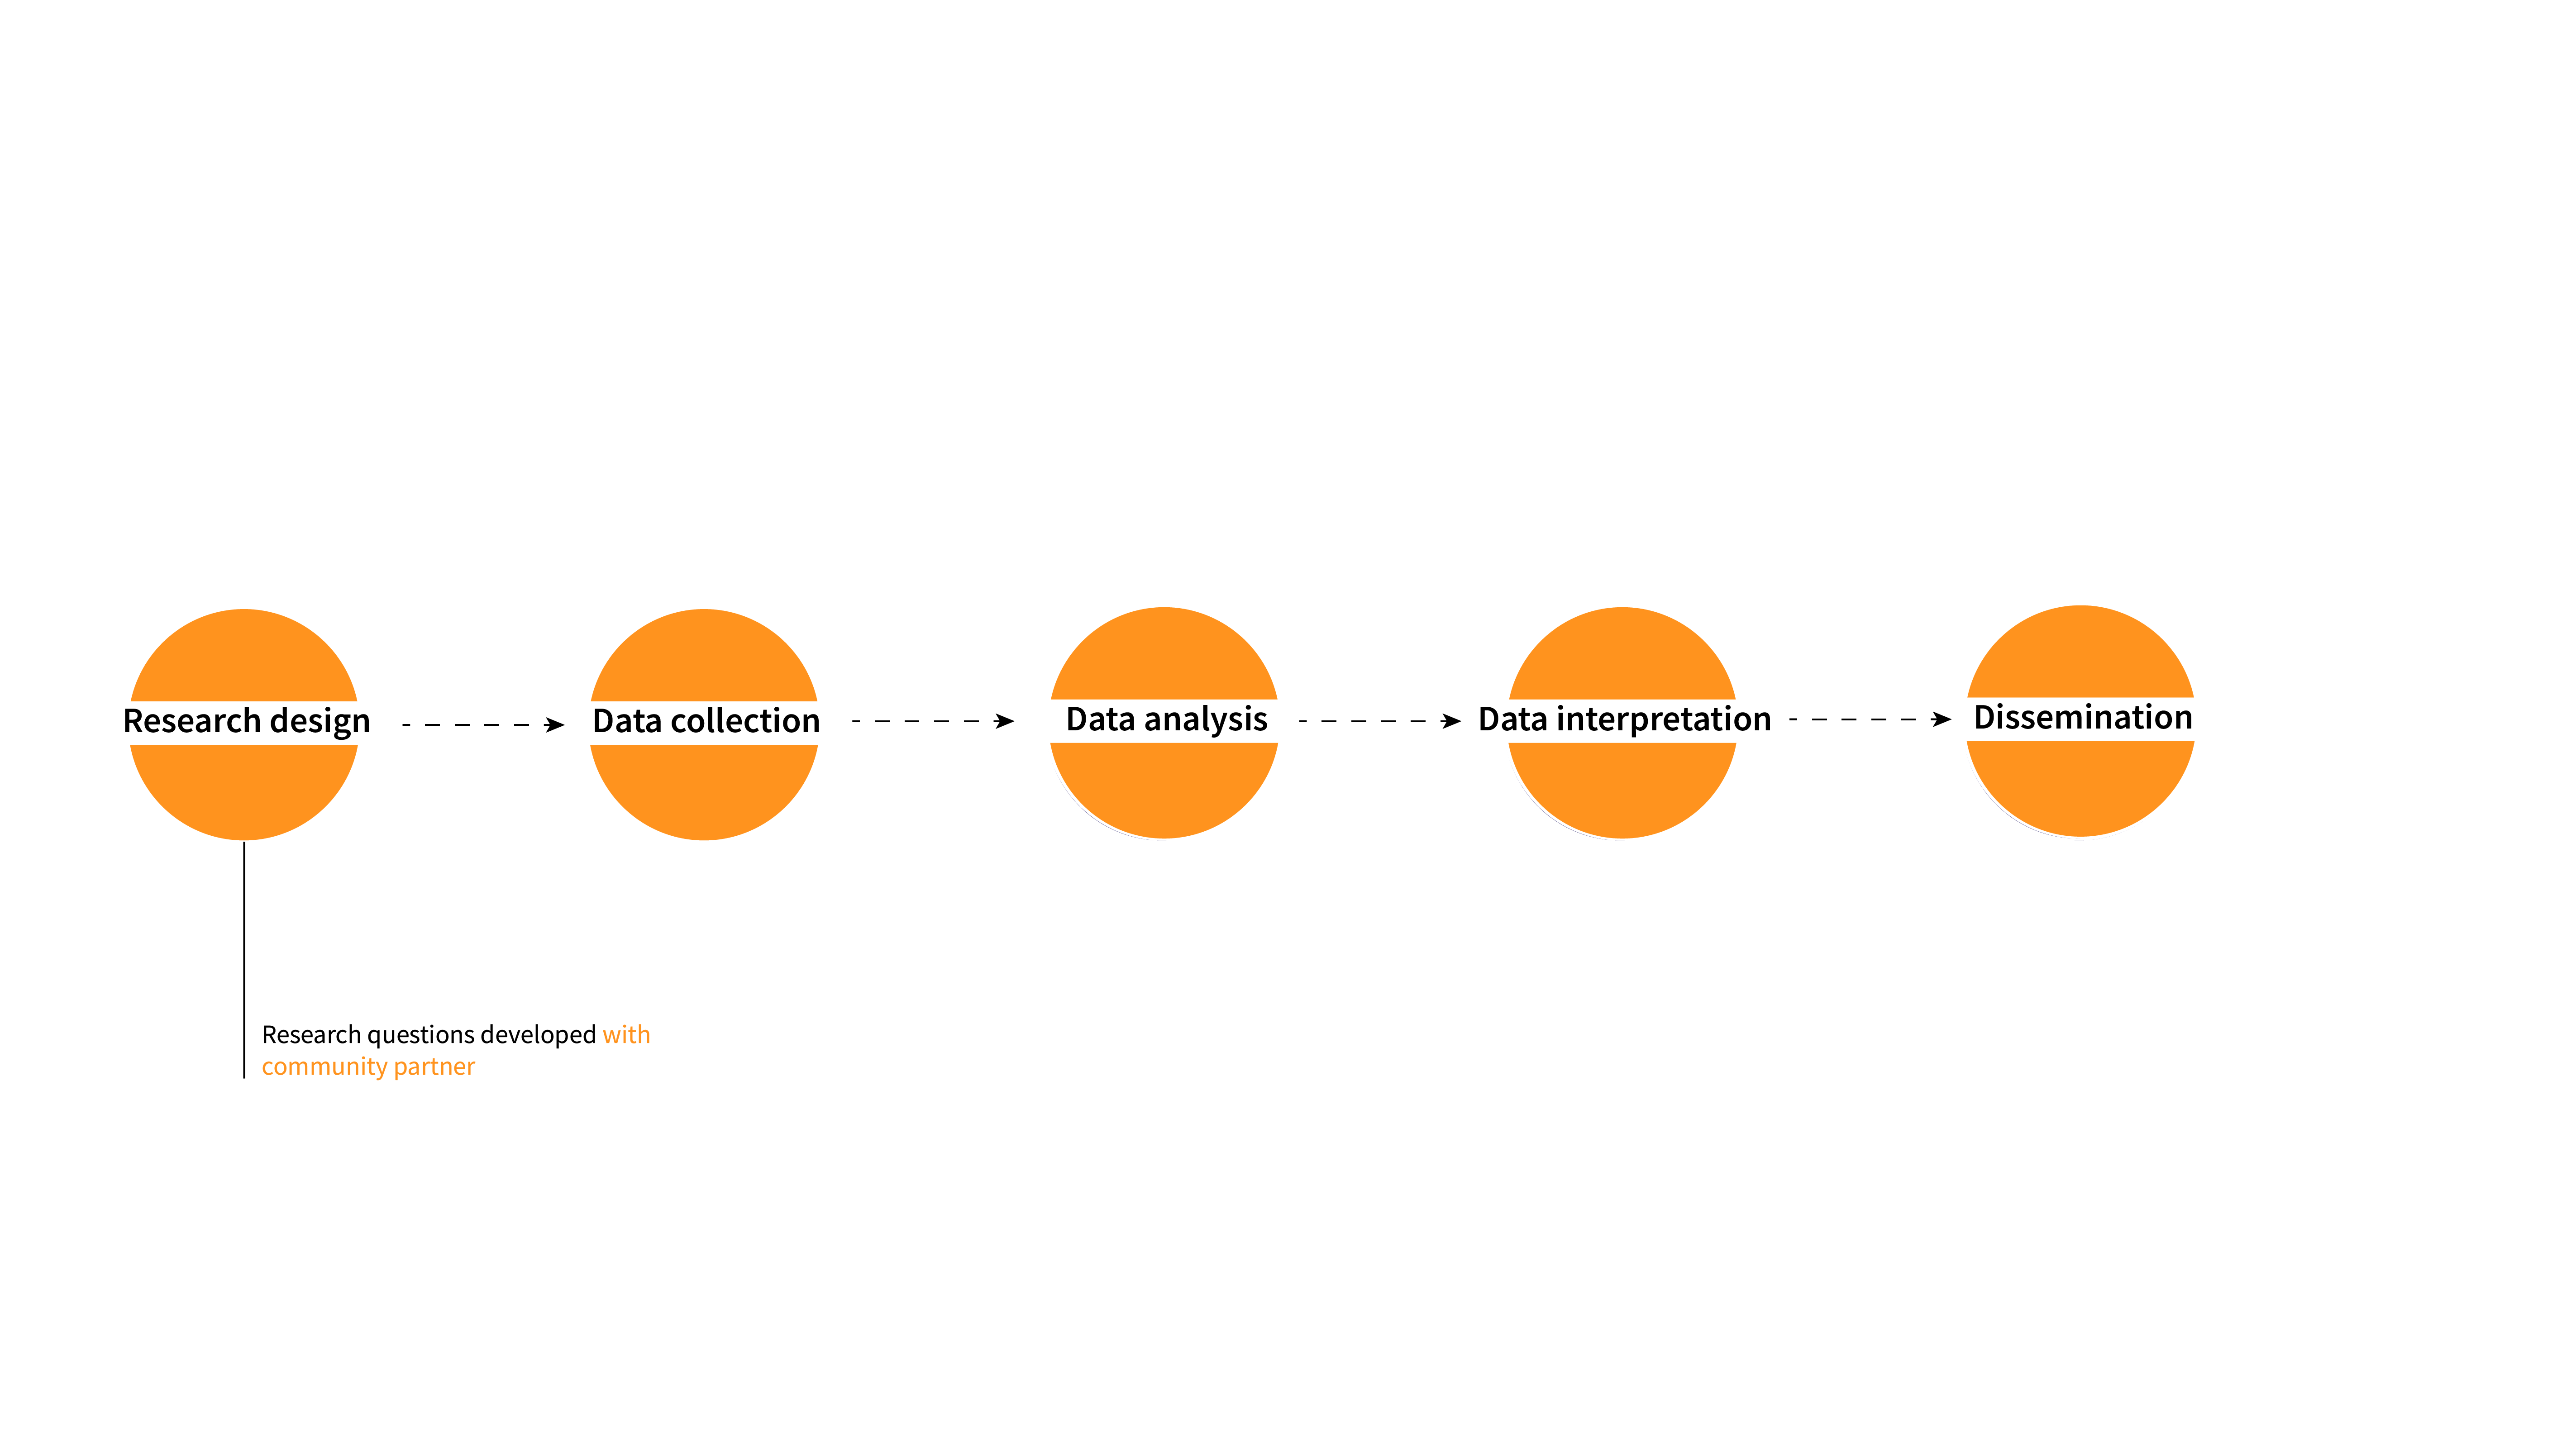 Research design
Data collection
Data analysis
Data interpretation
Dissemination
Research questions developed with
community partner